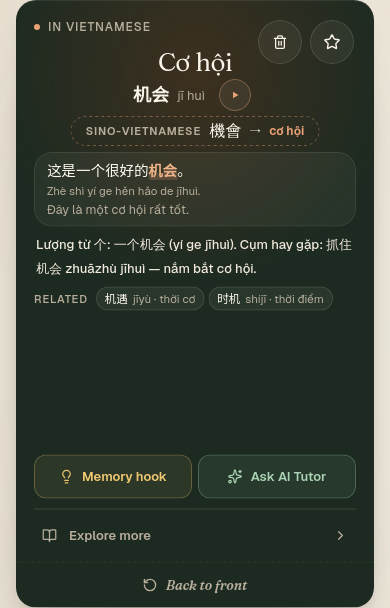 IN VIETNAMESE
Cơ hội
机会 jī huì
SINO-VIETNAMESE 機會 → cơ hội
这是一个很好的机会。
Zhè shì yí ge hěn hǎo de jīhuì.
Đây là một cơ hội rất tốt.
Lượng từ 个: 一个机会 (yí ge jīhuì). Cụm hay gặp: 抓住
机会 zhuāzhù jīhuì — nắm bắt cơ hội.
RELATED 机遇 jīyù · thời cơ 时机 shíjī · thời điểm
Memory hook Ask AI Tutor
Explore more
Back to front